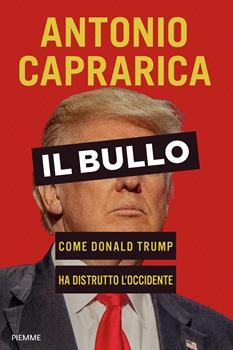 ANTONIO
CAPRARICA
IL BULLO
COME DONALD TRUMP
HA DISTRUTTO L'OCCIDENTE
PIEMME